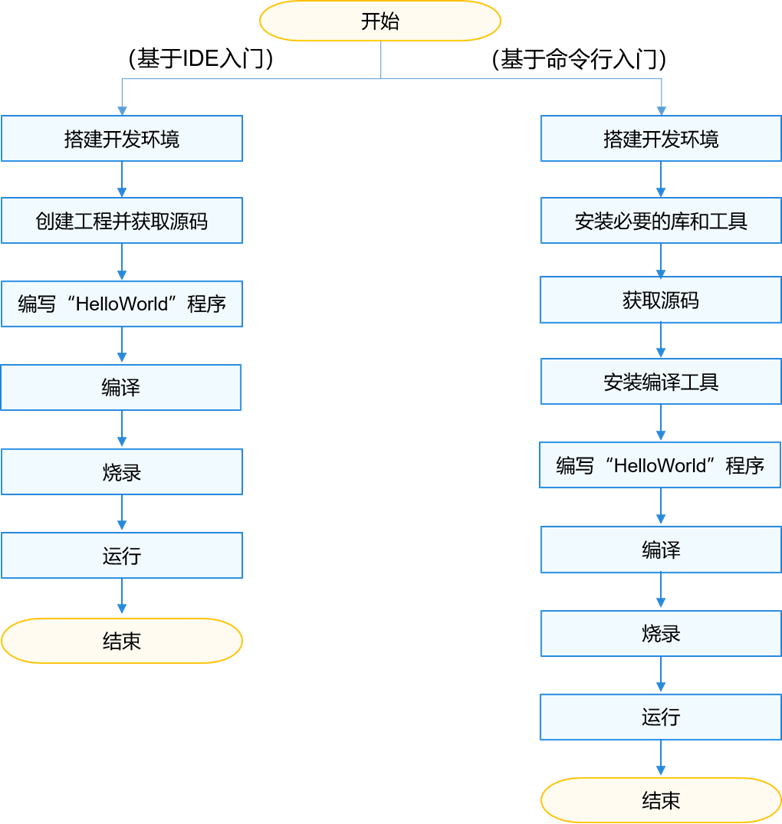 开始
(基于IDE入门)
(基于命令行入门)
搭建开发环境
创建工程并获取源码
编写“HelloWorld”程序
编译
烧录
运行
结束
搭建开发环境
安装必要的库和工具
获取源码
安装编译工具
编写“HelloWorld”程序
编译
烧录
运行
结束